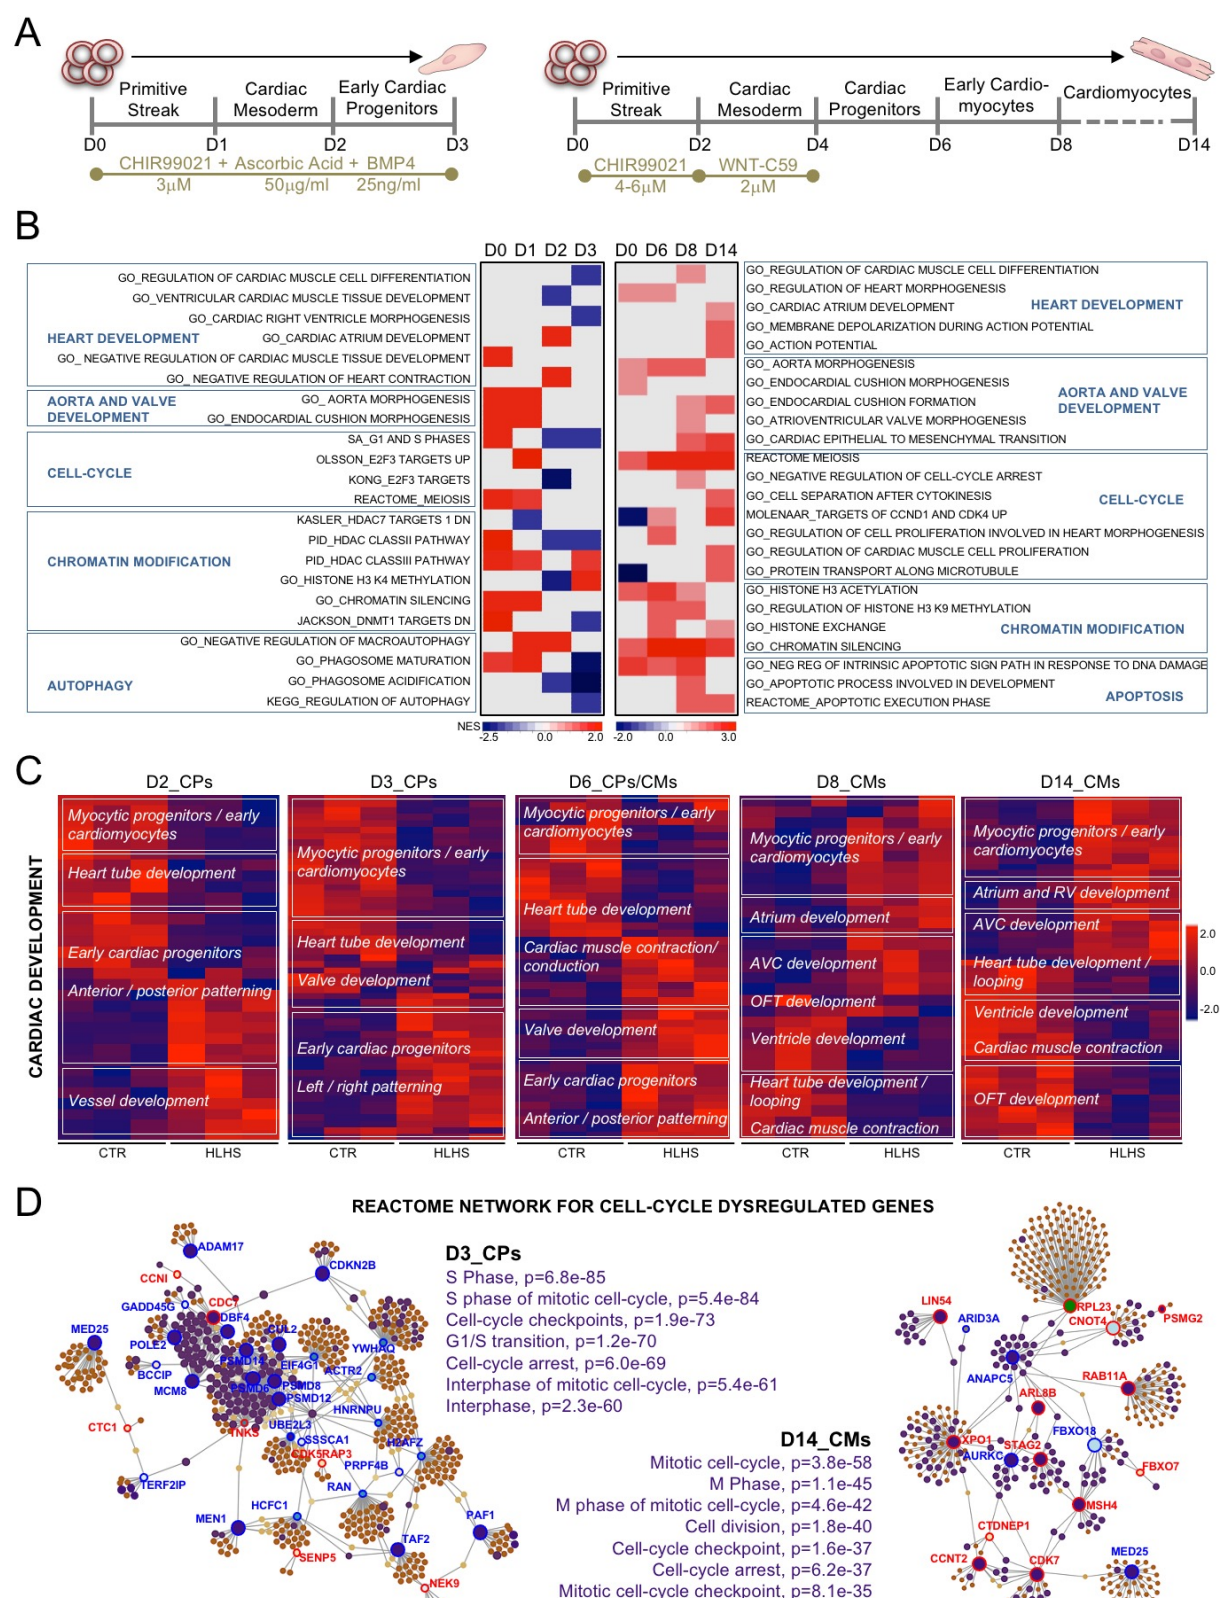 A
Primitive
Streak
Cardiac
Mesoderm
Early Cardiac
Progenitors
D0
D1
D2
D3
CHIR99021 + Ascorbic Acid + BMP4
3μM
50μg/ml
25ng/ml
Primitive
Streak
Cardiac
Mesoderm
Cardiac
Progenitors
Early Cardio-
myocytes
Cardiomyocytes
D0
D2
D4
D6
D8
D14
CHIR99021
4-6μM
WNT-C59
2μM
B
D0 D1 D2 D3
D0 D6 D8 D14
HEART DEVELOPMENT
GO_REGULATION OF CARDIAC MUSCLE CELL DIFFERENTIATION
GO_VENTRICULAR CARDIAC MUSCLE TISSUE DEVELOPMENT
GO_CARDIAC RIGHT VENTRICLE MORPHOGENESIS
GO_CARDIAC ATRIUM DEVELOPMENT
GO_ NEGATIVE REGULATION OF CARDIAC MUSCLE TISSUE DEVELOPMENT
GO_ NEGATIVE REGULATION OF HEART CONTRACTION
AORTA AND VALVE
DEVELOPMENT
GO_ AORTA MORPHOGENESIS
GO_ENDOCARDIAL CUSHION MORPHOGENESIS
CELL-CYCLE
SA_G1 AND S PHASES
OLSSON_E2F3 TARGETS UP
KONG_E2F3 TARGETS
REACTOME_MEIOSIS
CHROMATIN MODIFICATION
KASLER_HDAC7 TARGETS 1 DN
PID_HDAC CLASSII PATHWAY
PID_HDAC CLASSIII PATHWAY
GO_HISTONE H3 K4 METHYLATION
GO_CHROMATIN SILENCING
JACKSON_DNMT1 TARGETS DN
AUTOPHAGY
GO_NEGATIVE REGULATION OF MACROAUTOPHAGY
GO_PHAGOSOME MATURATION
GO_PHAGOSOME ACIDIFICATION
KEGG_REGULATION OF AUTOPHAGY
NES
-2.5
0.0
2.0
GO_REGULATION OF CARDIAC MUSCLE CELL DIFFERENTIATION
GO_REGULATION OF HEART MORPHOGENESIS
GO_CARDIAC ATRIUM DEVELOPMENT
GO_MEMBRANE DEPOLARIZATION DURING ACTION POTENTIAL
GO_ACTION POTENTIAL
HEART DEVELOPMENT
GO_ AORTA MORPHOGENESIS
GO_ENDOCARDIAL CUSHION MORPHOGENESIS
GO_ENDOCARDIAL CUSHION FORMATION
GO_ATRIOVENTRICULAR VALVE MORPHOGENESIS
GO_CARDIAC EPITHELIAL TO MESENCHYMAL TRANSITION
AORTA AND VALVE
DEVELOPMENT
REACTOME MEIOSIS
GO_NEGATIVE REGULATION OF CELL-CYCLE ARREST
GO_CELL SEPARATION AFTER CYTOKINESIS
MOLENAAR_TARGETS OF CCND1 AND CDK4 UP
GO_REGULATION OF CELL PROLIFERATION INVOLVED IN HEART MORPHOGENESIS
GO_REGULATION OF CARDIAC MUSCLE CELL PROLIFERATION
GO_PROTEIN TRANSPORT ALONG MICROTUBULE
CELL-CYCLE
GO_HISTONE H3 ACETYLATION
GO_REGULATION OF HISTONE H3 K9 METHYLATION
GO_HISTONE EXCHANGE
GO_CHROMATIN SILENCING
CHROMATIN MODIFICATION
GO_NEG REG OF INTRINSIC APOPTOTIC SIGN PATH IN RESPONSE TO DNA DAMAGE
GO_APOPTOTIC PROCESS INVOLVED IN DEVELOPMENT
REACTOME_APOPTOTIC EXECUTION PHASE
APOPTOSIS
-2.0
0.0
3.0
C
CARDIAC DEVELOPMENT
D2_CPs
Myocytic progenitors / early
cardiomyocytes
Heart tube development
Early cardiac progenitors
Anterior / posterior patterning
Vessel development
CTR
HLHS
D3_CPs
Myocytic progenitors / early
cardiomyocytes
Heart tube development
Valve development
Early cardiac progenitors
Left / right patterning
CTR
HLHS
D6_CPs/CMs
Myocytic progenitors / early
cardiomyocytes
Heart tube development
Cardiac muscle contraction/
conduction
Valve development
Early cardiac progenitors
Anterior / posterior patterning
CTR
HLHS
D8_CMs
Myocytic progenitors / early
cardiomyocytes
Atrium development
AVC development
OFT development
Ventricle development
Heart tube development /
looping
Cardiac muscle contraction
CTR
HLHS
D14_CMs
Myocytic progenitors / early
cardiomyocytes
Atrium and RV development
AVC development
Heart tube development /
looping
Ventricle development
Cardiac muscle contraction
OFT development
CTR
HLHS
2.0
0.0
-2.0
D
REACTOME NETWORK FOR CELL-CYCLE DYSREGULATED GENES
ADAM17
CCNI
CDKN2B
GADD45G
CDC7
DBF4
MED25
POLE2
CUL2
YWHAQ
PSMD14
EIF4G1
ACTR2
BCCIP
MCM8
PSMD6
PSMD8
PSMD12
HNRNPU
CTC1
TNKS
UBE2L3
SSSCA1
H2AFZ
CDK5RAP3
PRPF4B
TERF2IP
RAN
HCFC1
MEN1
PAF1
TAF2
SENP5
NEK9
D3_CPs
S Phase, p=6.8e-85
S phase of mitotic cell-cycle, p=5.4e-84
Cell-cycle checkpoints, p=1.9e-73
G1/S transition, p=1.2e-70
Cell-cycle arrest, p=6.0e-69
Interphase of mitotic cell-cycle, p=5.4e-61
Interphase, p=2.3e-60
D14_CMs
Mitotic cell-cycle, p=3.8e-58
M Phase, p=1.1e-45
M phase of mitotic cell-cycle, p=4.6e-42
Cell division, p=1.8e-40
Cell-cycle checkpoint, p=1.6e-37
Cell-cycle arrest, p=6.2e-37
Mitotic cell-cycle checkpoint, p=8.1e-35
LIN54
ARID3A
RPL23
CNOT4
PSMG2
ANAPC5
RAB11A
ARL8B
XPO1
STAG2
FBXO18
AURKC
FBXO7
MSH4
CTDNEP1
CCNT2
CDK7
MED25